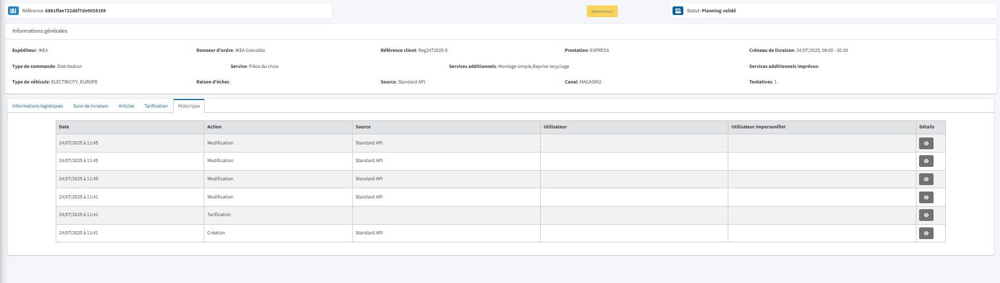 Référence: 6881ffae732d6f7de9058198 Reannoncer Statut: Planning validé
Informations générales
Expéditeur: IKEA Donneur d'ordre: IKEA Grenoble Référence client: Reg2472025-5 Prestation: EXPRESS Créneau de livraison: 24/07/2025, 08:00 - 20:30
Type de commande: Distribution Service: Pièce du choix Services additionnels: Montage simple,Reprise recyclage Services additionnels imprévus:
Type de véhicule: ELECTRICITY_EUROPE Raison d'échec: Source: Standard API Canal: MAGASIN2 Tentatives: 1
Informations logistiques Suivi de livraison Articles Tarification Historique
Date Action Source Utilisateur Utilisateur impersonifier Détails
24/07/2025 à 11:45 Modification Standard API
24/07/2025 à 11:45 Modification Standard API
24/07/2025 à 11:45 Modification Standard API
24/07/2025 à 11:41 Modification Standard API
24/07/2025 à 11:41 Tarification
24/07/2025 à 11:41 Création Standard API